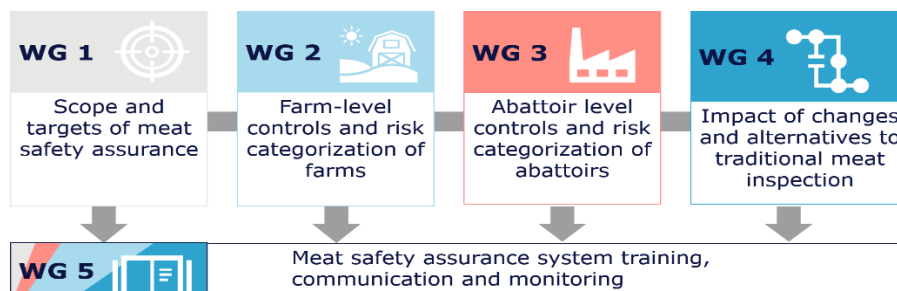 WG 1
Scope and
targets of meat
safety assurance
WG 2
Farm-level
controls and risk
categorization of
farms
WG 3
Abattoir level
controls and risk
categorization of
abattoirs
WG 4
Impact of changes
and alternatives to
traditional meat
inspection
WG 5
Meat safety assurance system training,
communication and monitoring